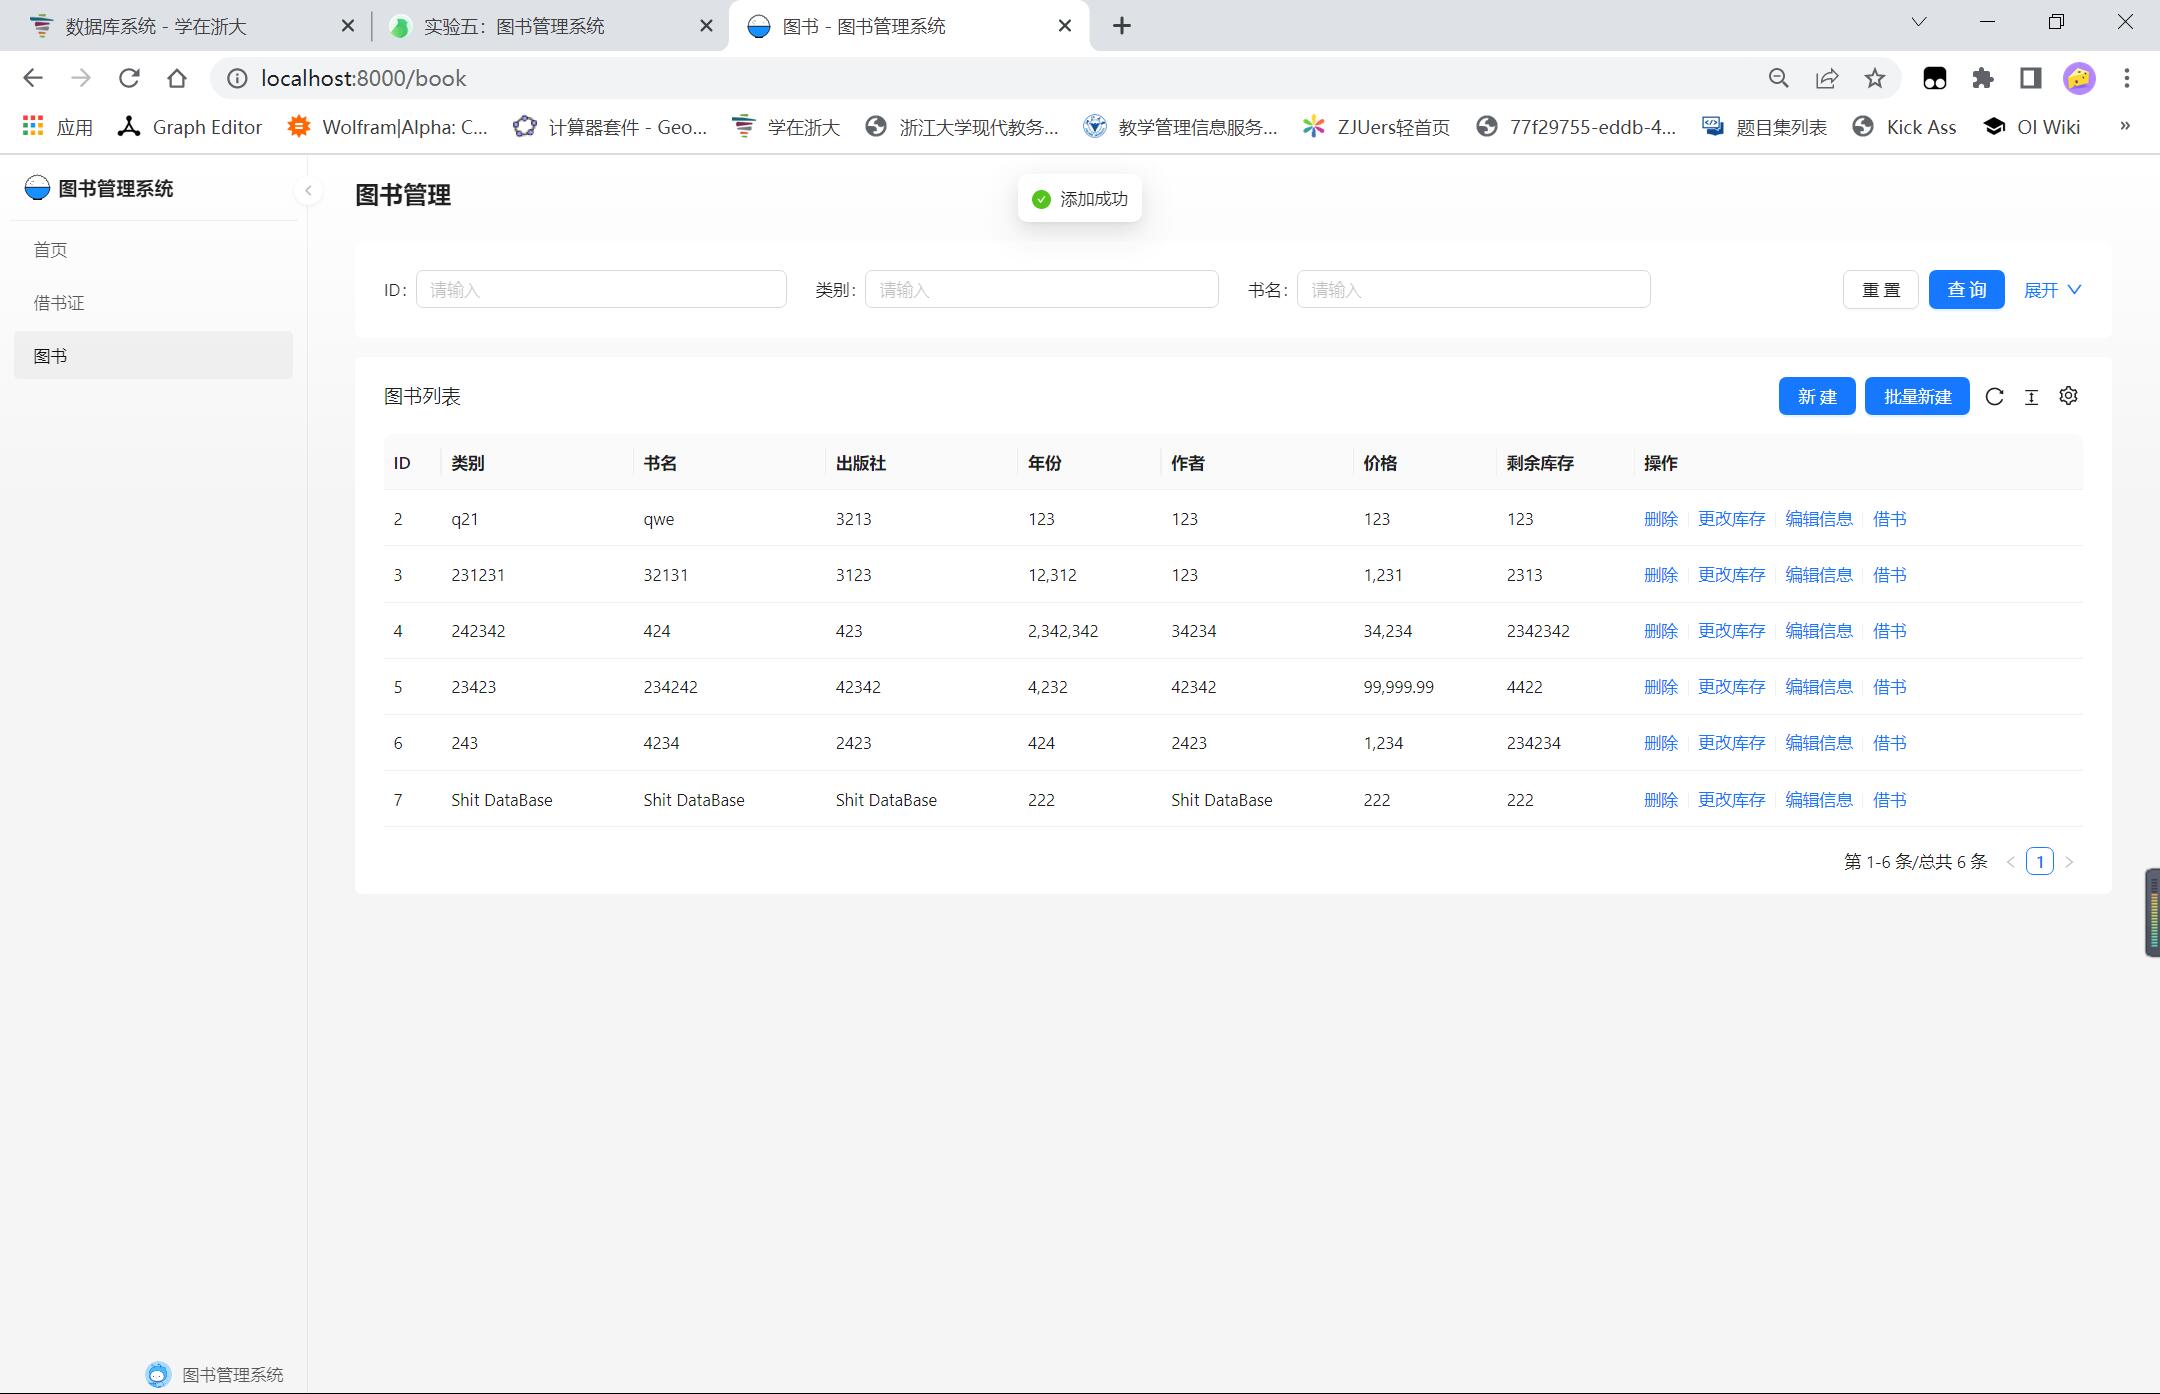 数据库系统 - 学在浙大
实验五：图书管理系统
图书 - 图书管理系统
localhost:8000/book
应用 Graph Editor Wolfram|Alpha: C... 计算器套件 - Geo... 学在浙大 浙江大学现代教务... 教学管理信息服务... ZJUers轻首页 77f29755-eddb-4... 题目集列表 Kick Ass OI Wiki »
图书管理系统
首页
借书证
图书
图书管理
添加成功
ID: 请输入 类别: 请输入 书名: 请输入 重 置 查 询 展开
图书列表 新 建 批量新建
ID 类别 书名 出版社 年份 作者 价格 剩余库存 操作
2 q21 qwe 3213 123 123 123 123 删除 更改库存 编辑信息 借书
3 231231 32131 3123 12,312 123 1,231 2313 删除 更改库存 编辑信息 借书
4 242342 424 423 2,342,342 34234 34,234 2342342 删除 更改库存 编辑信息 借书
5 23423 234242 42342 4,232 42342 99,999.99 4422 删除 更改库存 编辑信息 借书
6 243 4234 2423 424 2423 1,234 234234 删除 更改库存 编辑信息 借书
7 Shit DataBase Shit DataBase Shit DataBase 222 Shit DataBase 222 222 删除 更改库存 编辑信息 借书
第 1-6 条/总共 6 条 < 1 >
图书管理系统